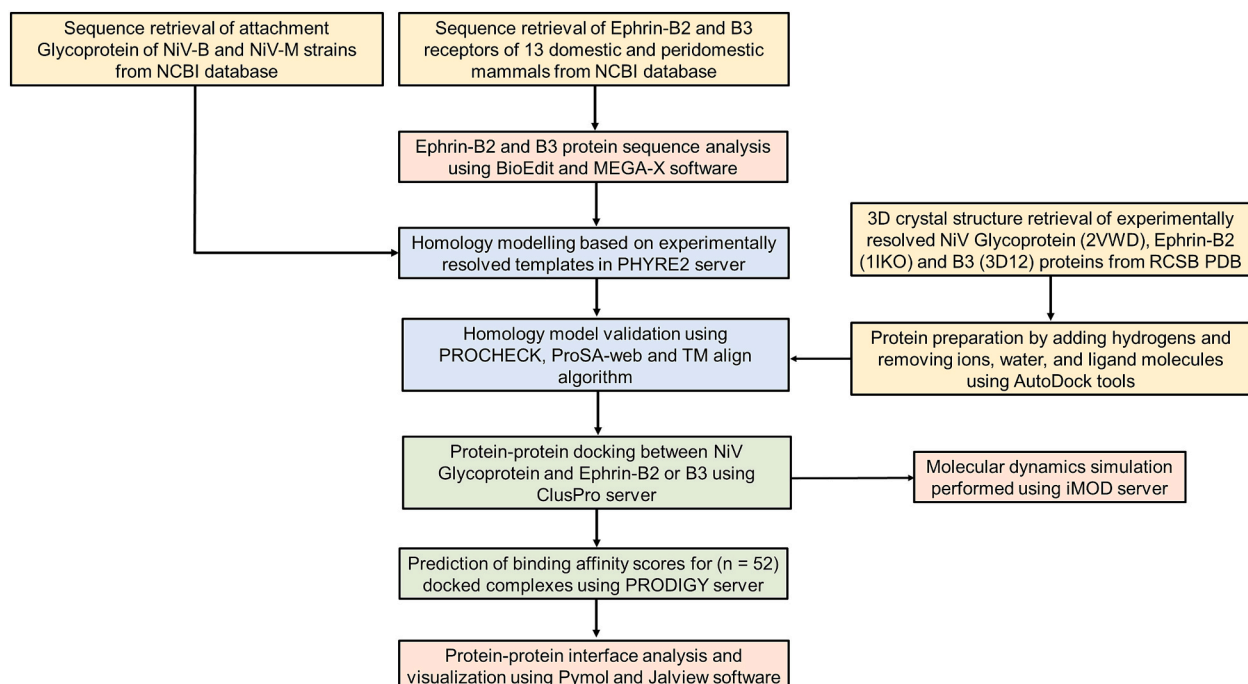 Sequence retrieval of attachment
Glycoprotein of NiV-B and NiV-M strains
from NCBI database
Sequence retrieval of Ephrin-B2 and B3
receptors of 13 domestic and peridomestic
mammals from NCBI database
Ephrin-B2 and B3 protein sequence analysis
using BioEdit and MEGA-X software
Homology modelling based on experimentally
resolved templates in PHYRE2 server
3D crystal structure retrieval of experimentally
resolved NiV Glycoprotein (2VWD), Ephrin-B2
(1IKO) and B3 (3D12) proteins from RCSB PDB
Homology model validation using
PROCHECK, ProSA-web and TM align
algorithm
Protein preparation by adding hydrogens and
removing ions, water, and ligand molecules
using AutoDock tools
Protein-protein docking between NiV
Glycoprotein and Ephrin-B2 or B3 using
ClusPro server
Molecular dynamics simulation
performed using iMOD server
Prediction of binding affinity scores for (n = 52)
docked complexes using PRODIGY server
Protein-protein interface analysis and
visualization using Pymol and Jalview software